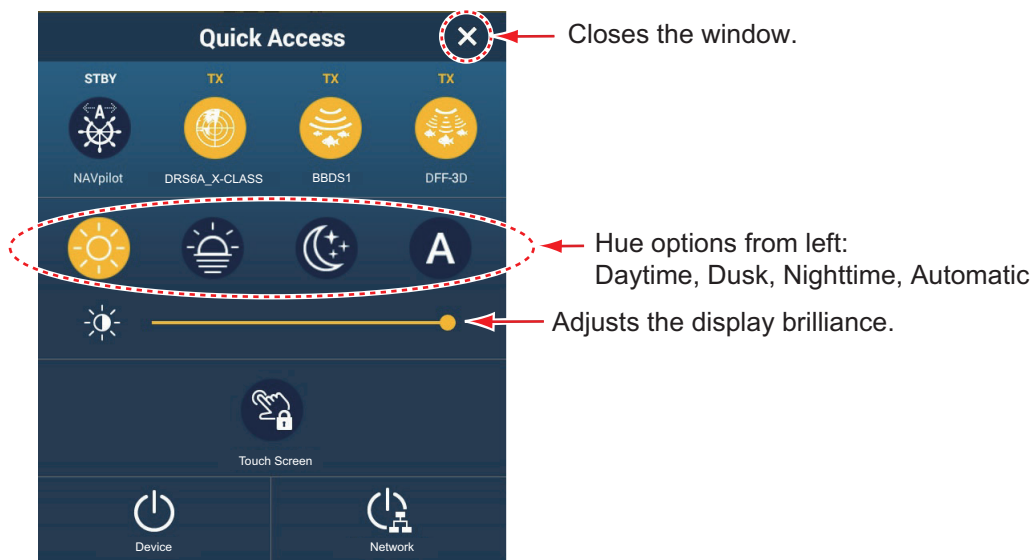 Quick Access
Closes the window.
STBY TX TX TX
A
NAVpilot DRS6A_X-CLASS BBDS1 DFF-3D
A
Hue options from left:
Daytime, Dusk, Nighttime, Automatic
Adjusts the display brilliance.
Touch Screen
Device Network